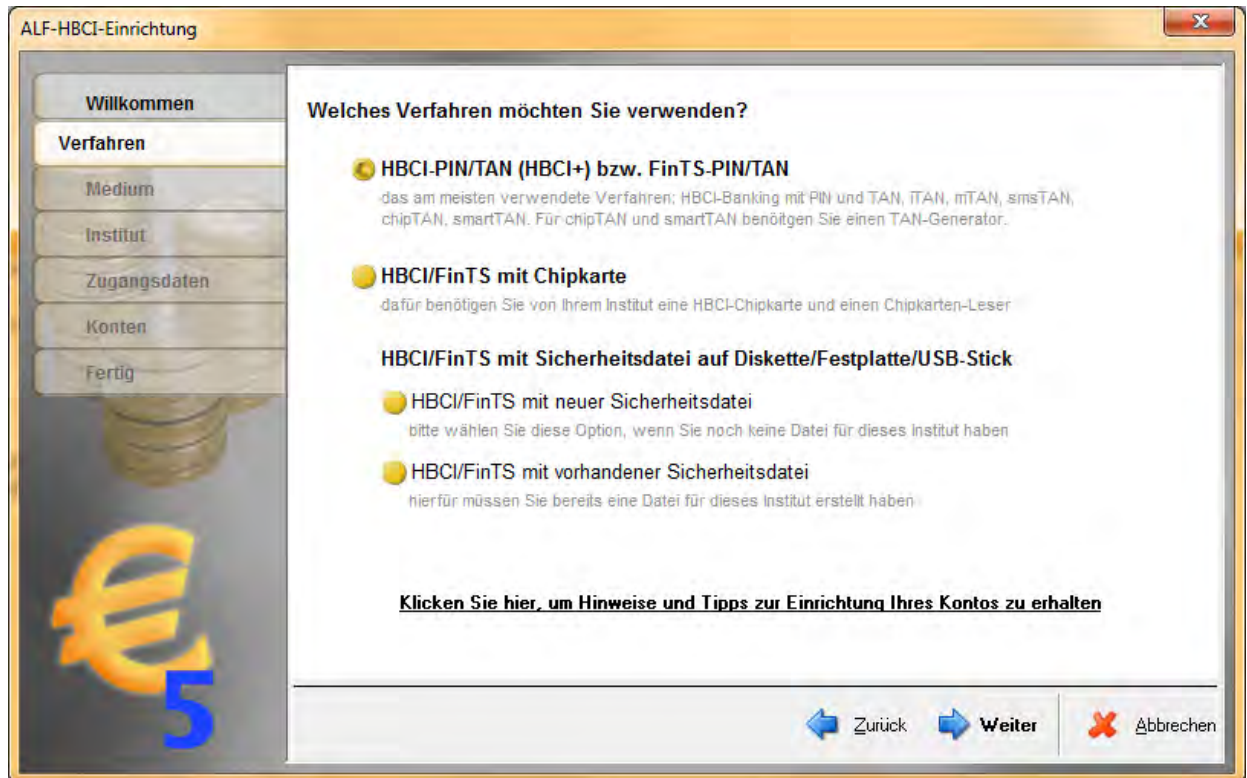 ALF-HBCI-Einrichtung
Willkommen
Verfahren
Medium
Institut
Zugangsdaten
Konten
Fertig
Welches Verfahren möchten Sie verwenden?
HBCI-PIN/TAN (HBCI+) bzw. FinTS-PIN/TAN
das am meisten verwendete Verfahren: HBCI-Banking mit PIN und TAN, iTAN, mTAN, smsTAN,
chipTAN, smartTAN. Für chipTAN und smartTAN benöitgen Sie einen TAN-Generator.
HBCI/FinTS mit Chipkarte
dafür benötigen Sie von Ihrem Institut eine HBCI-Chipkarte und einen Chipkarten-Leser
HBCI/FinTS mit Sicherheitsdatei auf Diskette/Festplatte/USB-Stick
HBCI/FinTS mit neuer Sicherheitsdatei
bitte wählen Sie diese Option, wenn Sie noch keine Datei für dieses Institut haben
HBCI/FinTS mit vorhandener Sicherheitsdatei
hierfür müssen Sie bereits eine Datei für dieses Institut erstellt haben
Klicken Sie hier, um Hinweise und Tipps zur Einrichtung Ihres Kontos zu erhalten
€
5
Zurück
Weiter
Abbrechen